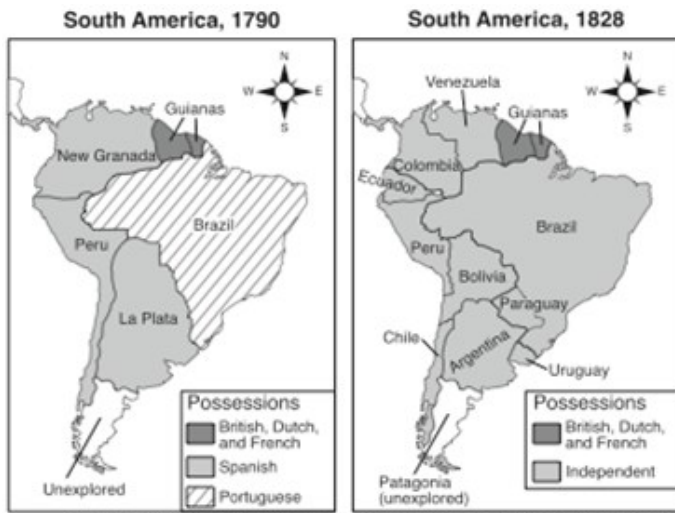 South America, 1790
N
W E
S
Guianas
New Granada
Brazil
Peru
La Plata
Unexplored
Possessions
British, Dutch,
and French
Spanish
Portuguese
South America, 1828
N
W E
S
Venezuela
Guianas
Colombia
Ecuador
Brazil
Peru
Bolivia
Paraguay
Chile
Argentina
Uruguay
Patagonia
(unexplored)
Possessions
British, Dutch,
and French
Independent